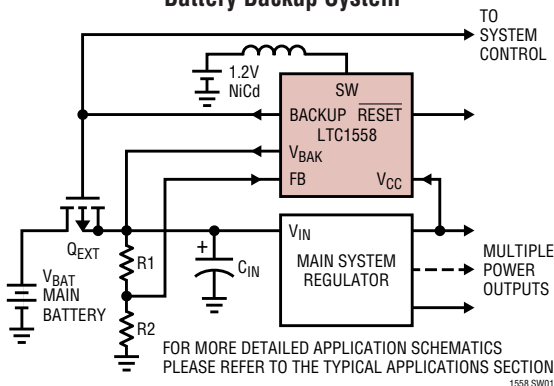 Battery Backup System
TO
SYSTEM
CONTROL
1.2V
NiCd
SW
BACKUP RESET
LTC1558
VBAK
FB VCC
QEXT
R1
+
CIN
VIN
MAIN SYSTEM
REGULATOR
MULTIPLE
POWER
OUTPUTS
VBAT
MAIN
BATTERY
R2
FOR MORE DETAILED APPLICATION SCHEMATICS
PLEASE REFER TO THE TYPICAL APPLICATIONS SECTION
1558 SW01